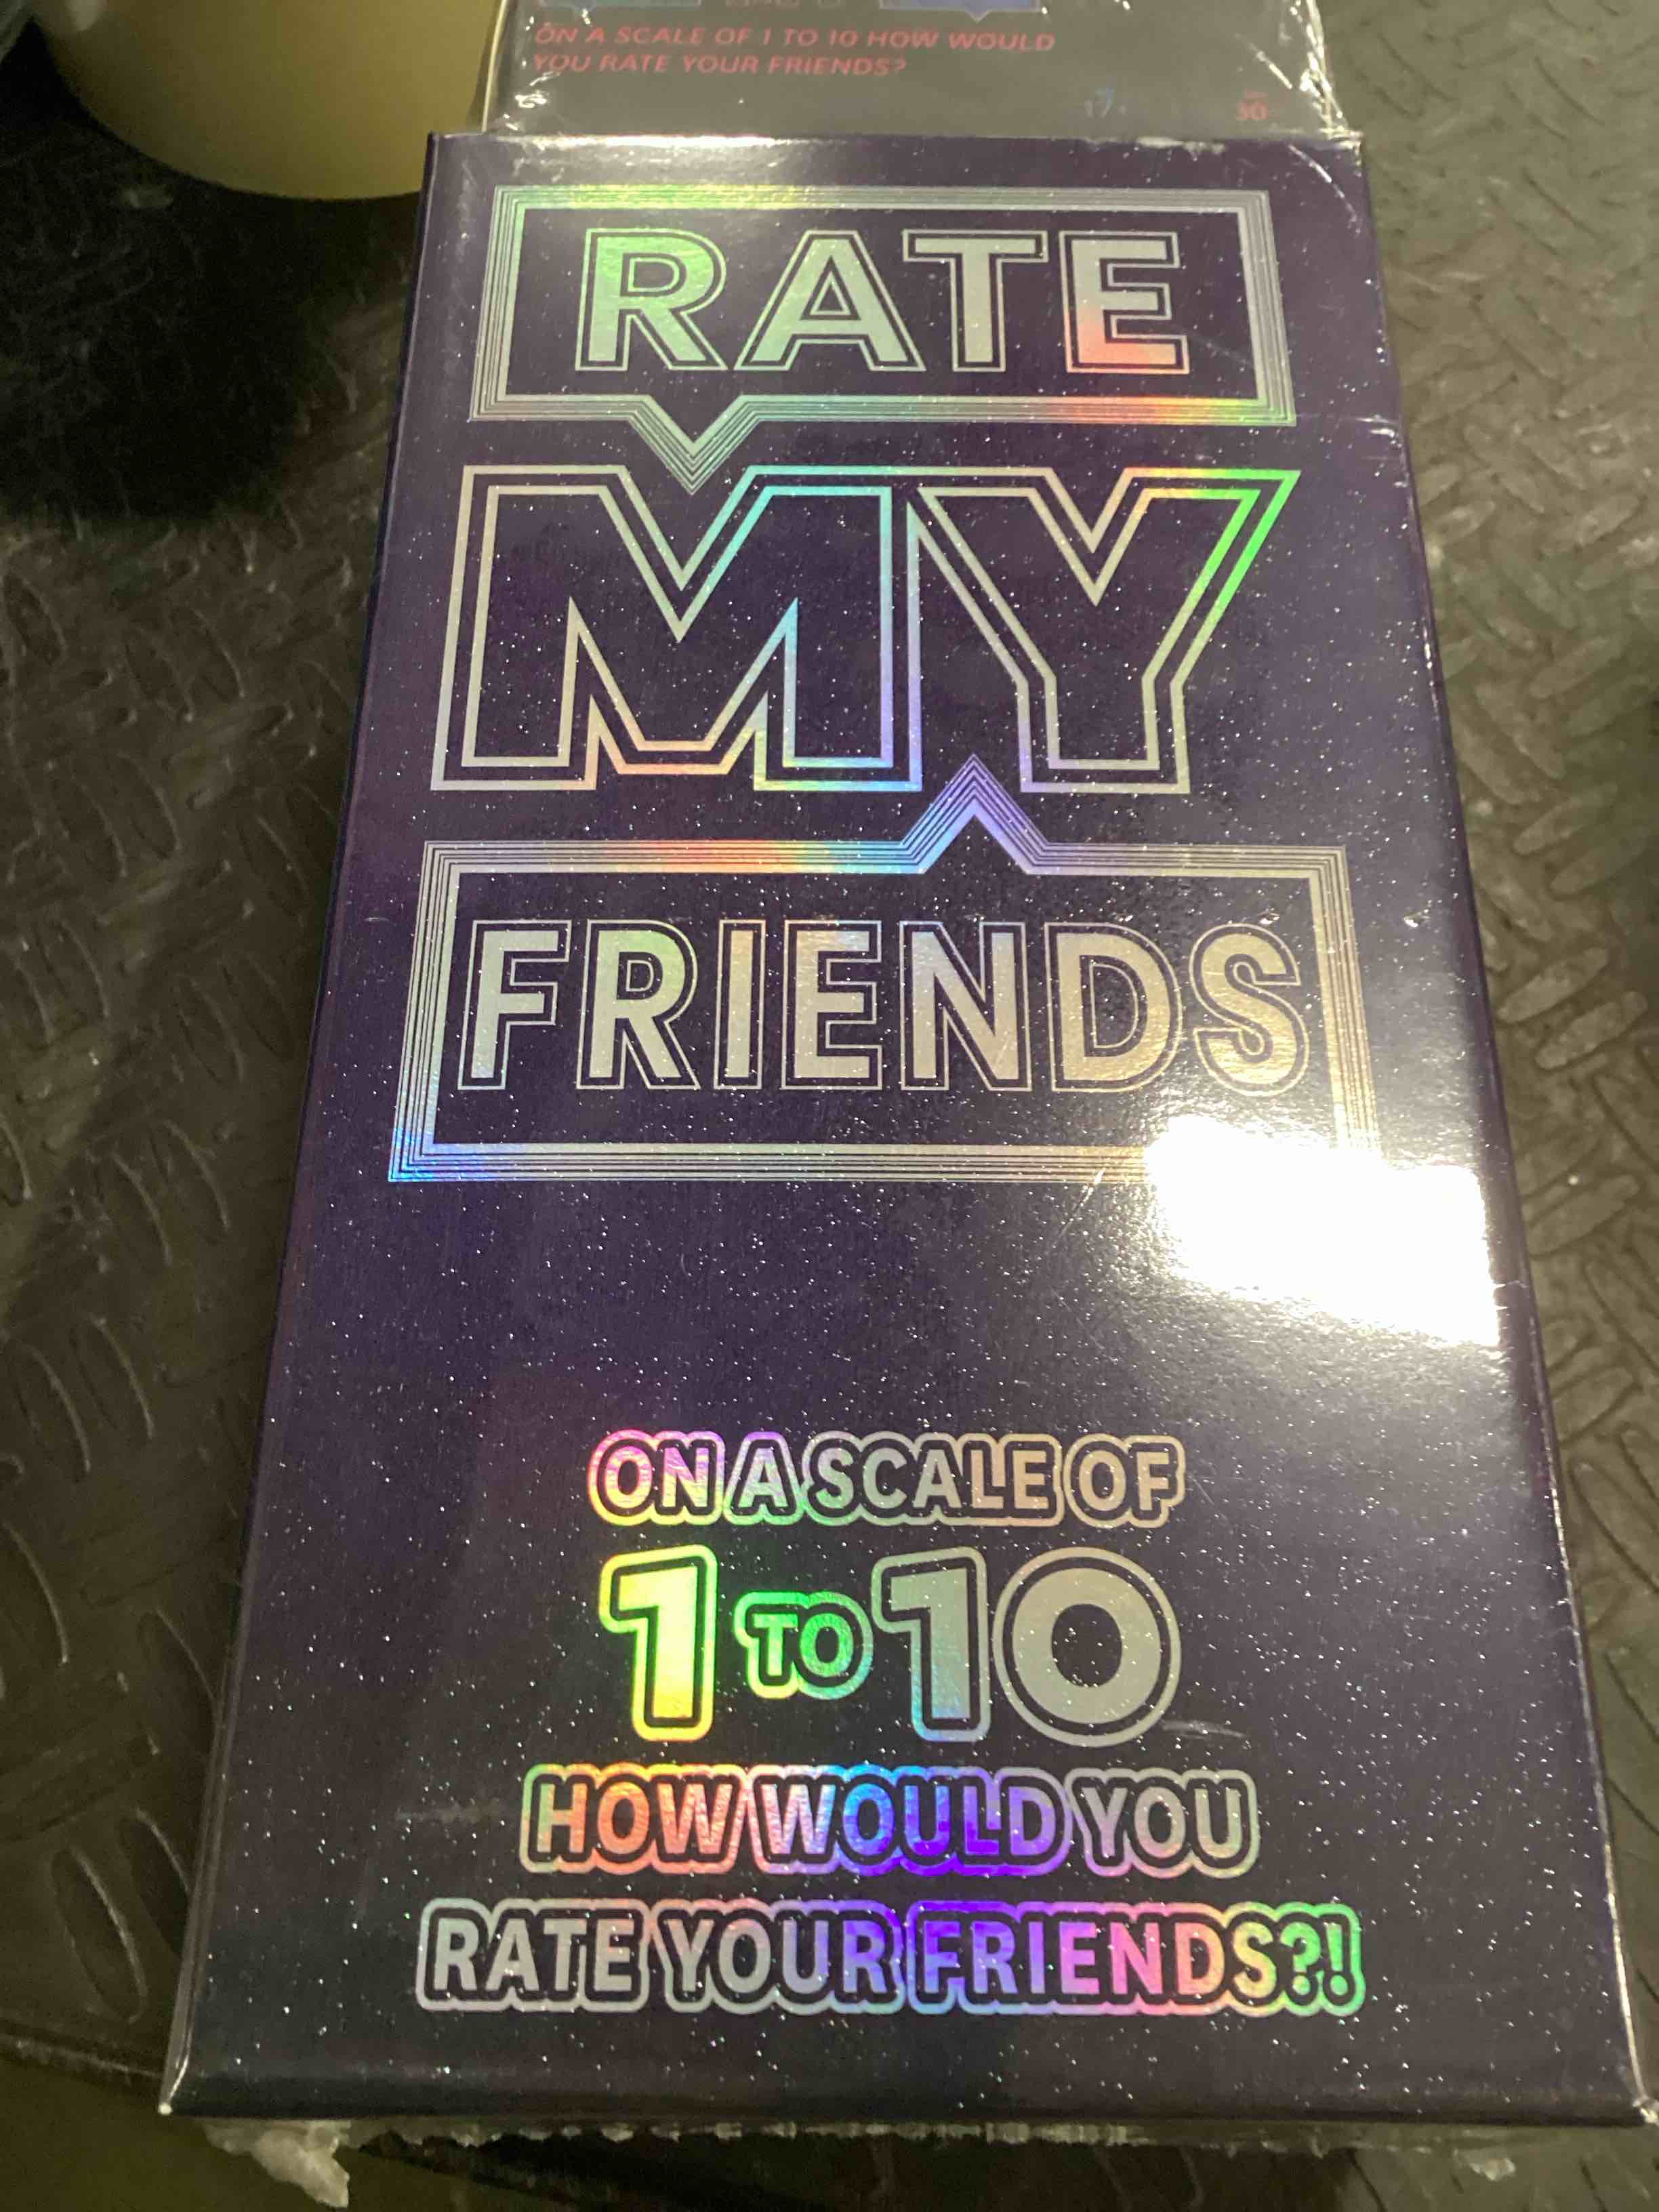 ON A SCALE OF 1 TO 10 HOW WOULD
YOU RATE YOUR FRIENDS?
RATE
MY
FRIENDS
ON A SCALE OF
1 TO 10
HOW WOULD YOU
RATE YOUR FRIENDS?!